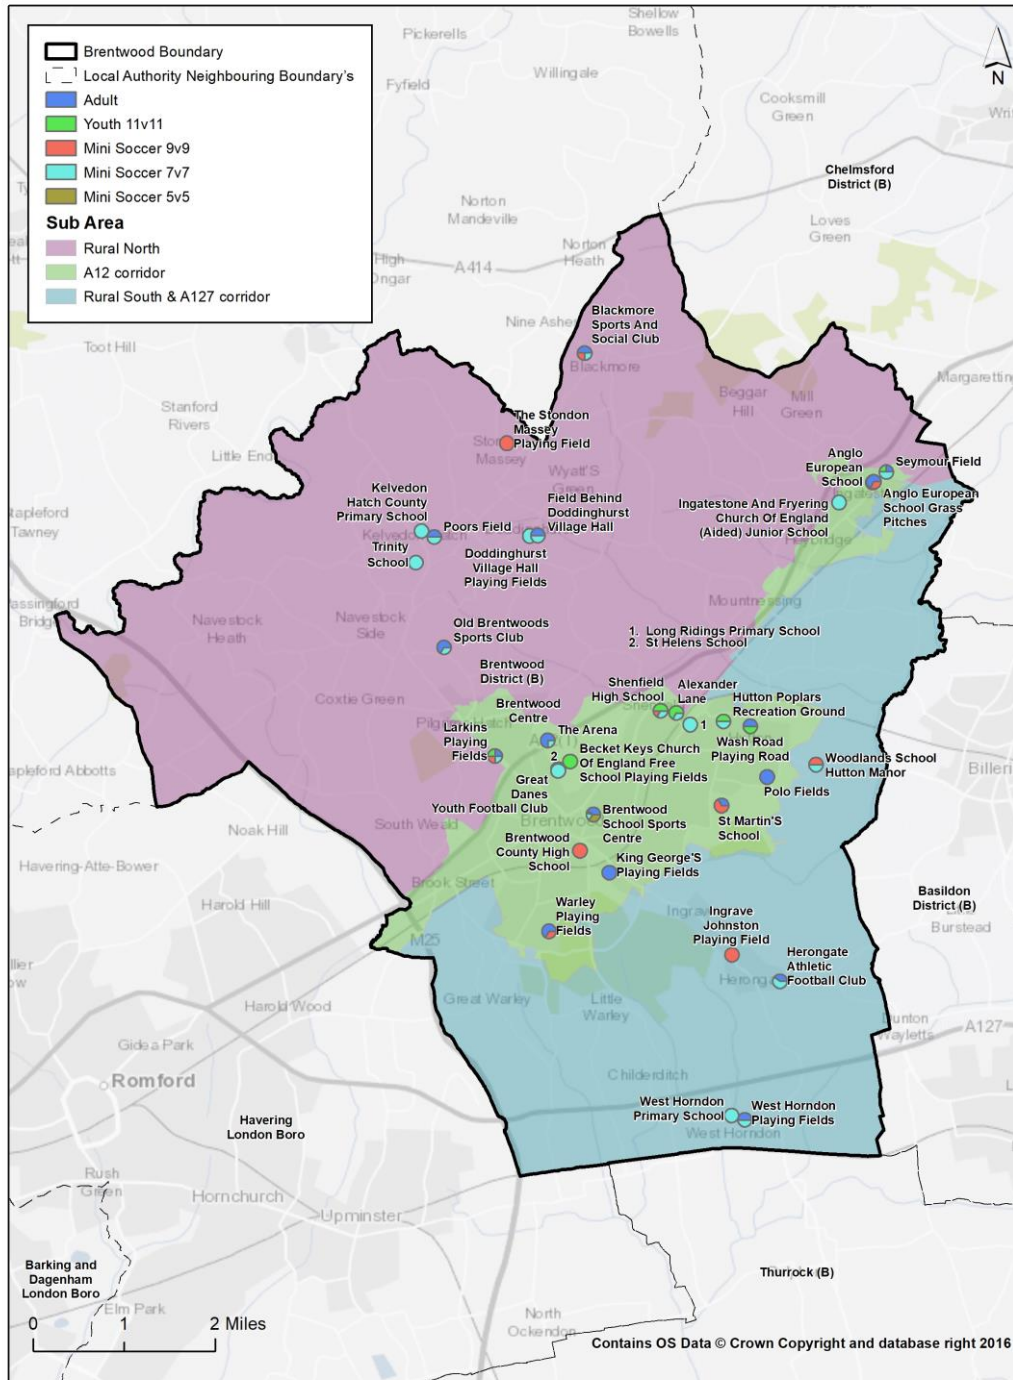 Brentwood Boundary
Local Authority Neighbouring Boundary's
Adult
Youth 11v11
Mini Soccer 9v9
Mini Soccer 7v7
Mini Soccer 5v5
Sub Area
Rural North
A12 corridor
Rural South & A127 corridor
N
Pickerells
Shellow
Bowells
Willingale
Fyfield
Cooksmill
Green
Chelmsford
District (B)
Norton
Mandeville
Loves
Green
Norton
Heath
High
Ongar
A414
Blackmore
Sports And
Social Club
Blackmore
Toot Hill
Margaretting
Beggar
Hill
Mill
Green
Stanford
Rivers
The Stondon
Massey
Playing Field
Massey
Wyatt'S
Green
Anglo
European
School
Seymour Field
Anglo European
School Grass
Pitches
Kelvedon
Hatch County
Primary School
Poors Field
Trinity
School
Field Behind
Doddinghurst
Village Hall
Doddinghurst
Village Hall
Playing Fields
Ingatestone And Fryering
Church Of England
(Aided) Junior School
Tawney
Navestock
Heath
Navestock
Side
Mountnessing
Old Brentwoods
Sports Club
Brentwood
District (B)
1. Long Ridings Primary School
2. St Helens School
Coxtie Green
Shenfield
High School
Alexander
Lane
Hutton Poplars
Recreation Ground
Brentwood
Centre
The Arena
1
Larkins
Playing
Fields
2
Becket Keys Church
Of England Free
School Playing Fields
Wash Road
Playing Road
Woodlands School
Hutton Manor
Polo Fields
Great
Danes
Youth Football Club
South Weald
Noak Hill
Brentwood
School Sports
Centre
St Martin'S
School
Havering-Atte-Bower
Brentwood
County High
School
King George'S
Playing Fields
Brook Street
Harold Hill
Basildon
District (B)
Burstead
Warley
Playing
Fields
Ingrave
Johnston
Playing Field
M25
Herongate
Athletic
Football Club
Great Warley
Little
Warley
Harold Wood
Dunton
Wayletts
A127
Gidea Park
Childerditch
Romford
West Horndon
Primary School
West Horndon
Playing Fields
West Horndon
Havering
London Boro
Rush
Green
Hornchurch
Upminster
Barking and
Dagenham
London Boro
Elm Park
Thurrock (B)
0 1 2 Miles
North
Ockendon
Contains OS Data © Crown Copyright and database right 2016